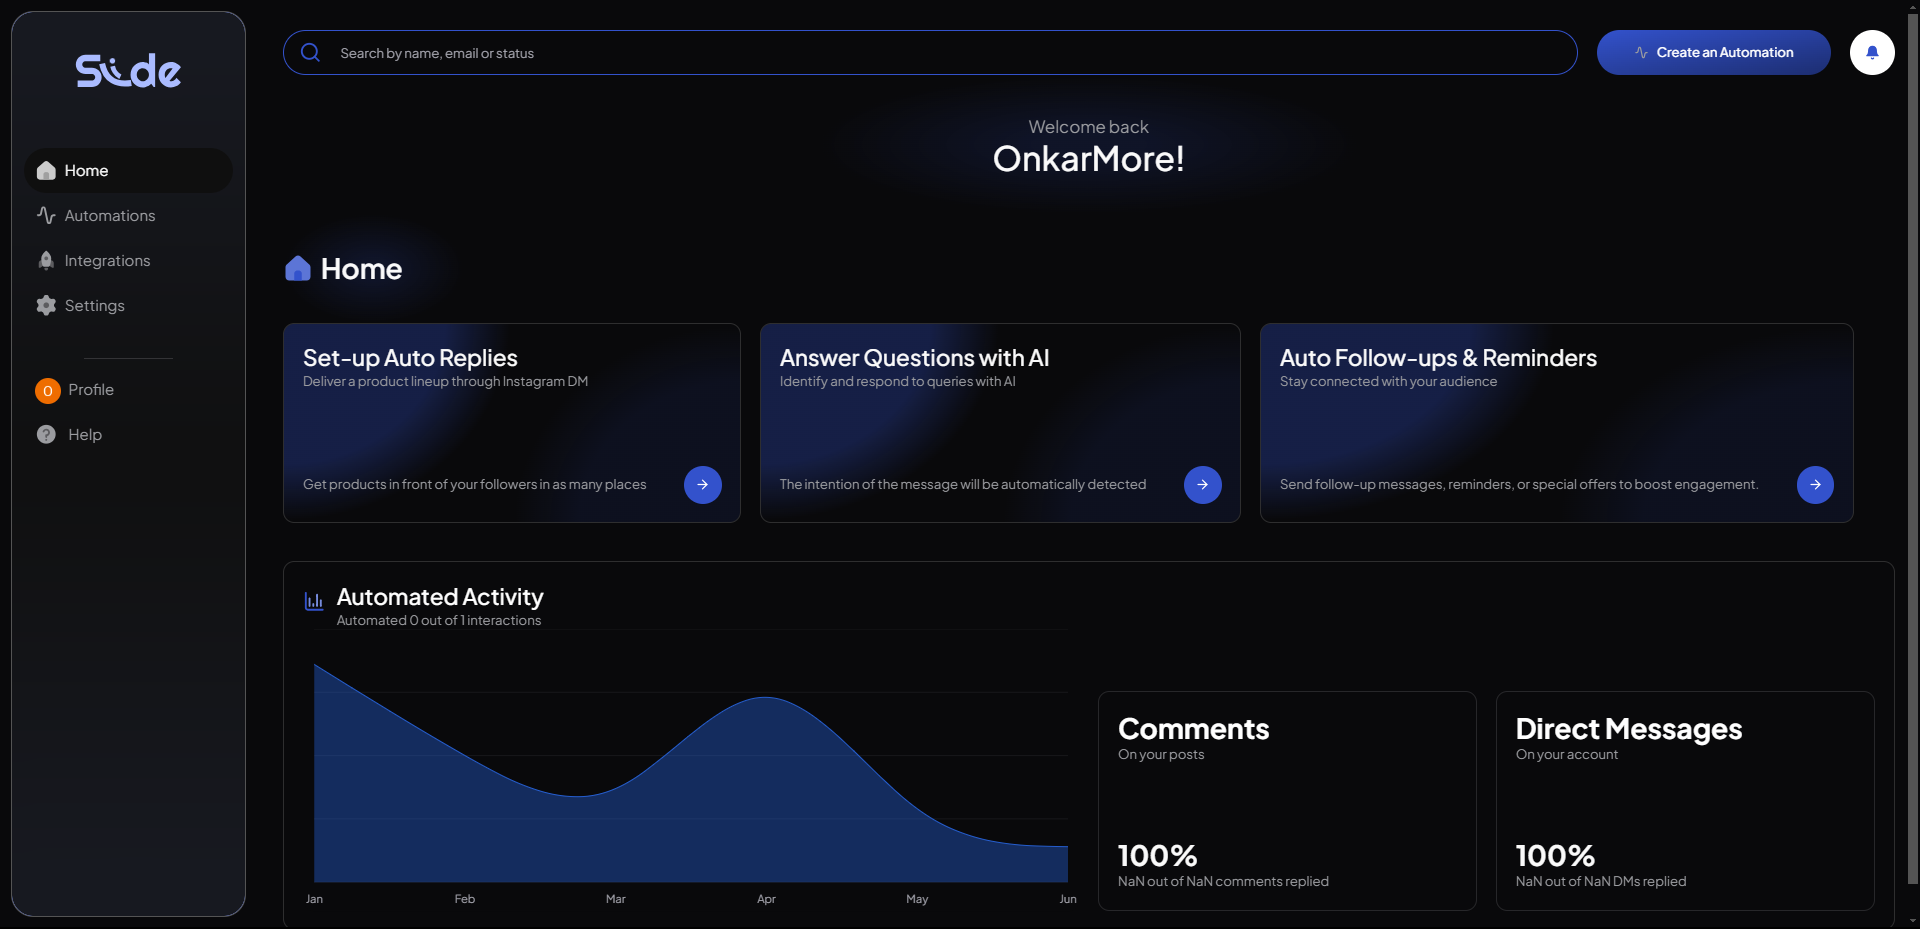 Slide
Home
Automations
Integrations
Settings
O
Profile
? Help
Search by name, email or status
Create an Automation
Welcome back
OnkarMore!
Home
Set-up Auto Replies
Deliver a product lineup through Instagram DM
Get products in front of your followers in as many places
Answer Questions with AI
Identify and respond to queries with AI
The intention of the message will be automatically detected
Auto Follow-ups & Reminders
Stay connected with your audience
Send follow-up messages, reminders, or special offers to boost engagement.
Automated Activity
Automated 0 out of 1 interactions
Jan Feb Mar Apr May Jun
Comments
On your posts
100%
NaN out of NaN comments replied
Direct Messages
On your account
100%
NaN out of NaN DMs replied